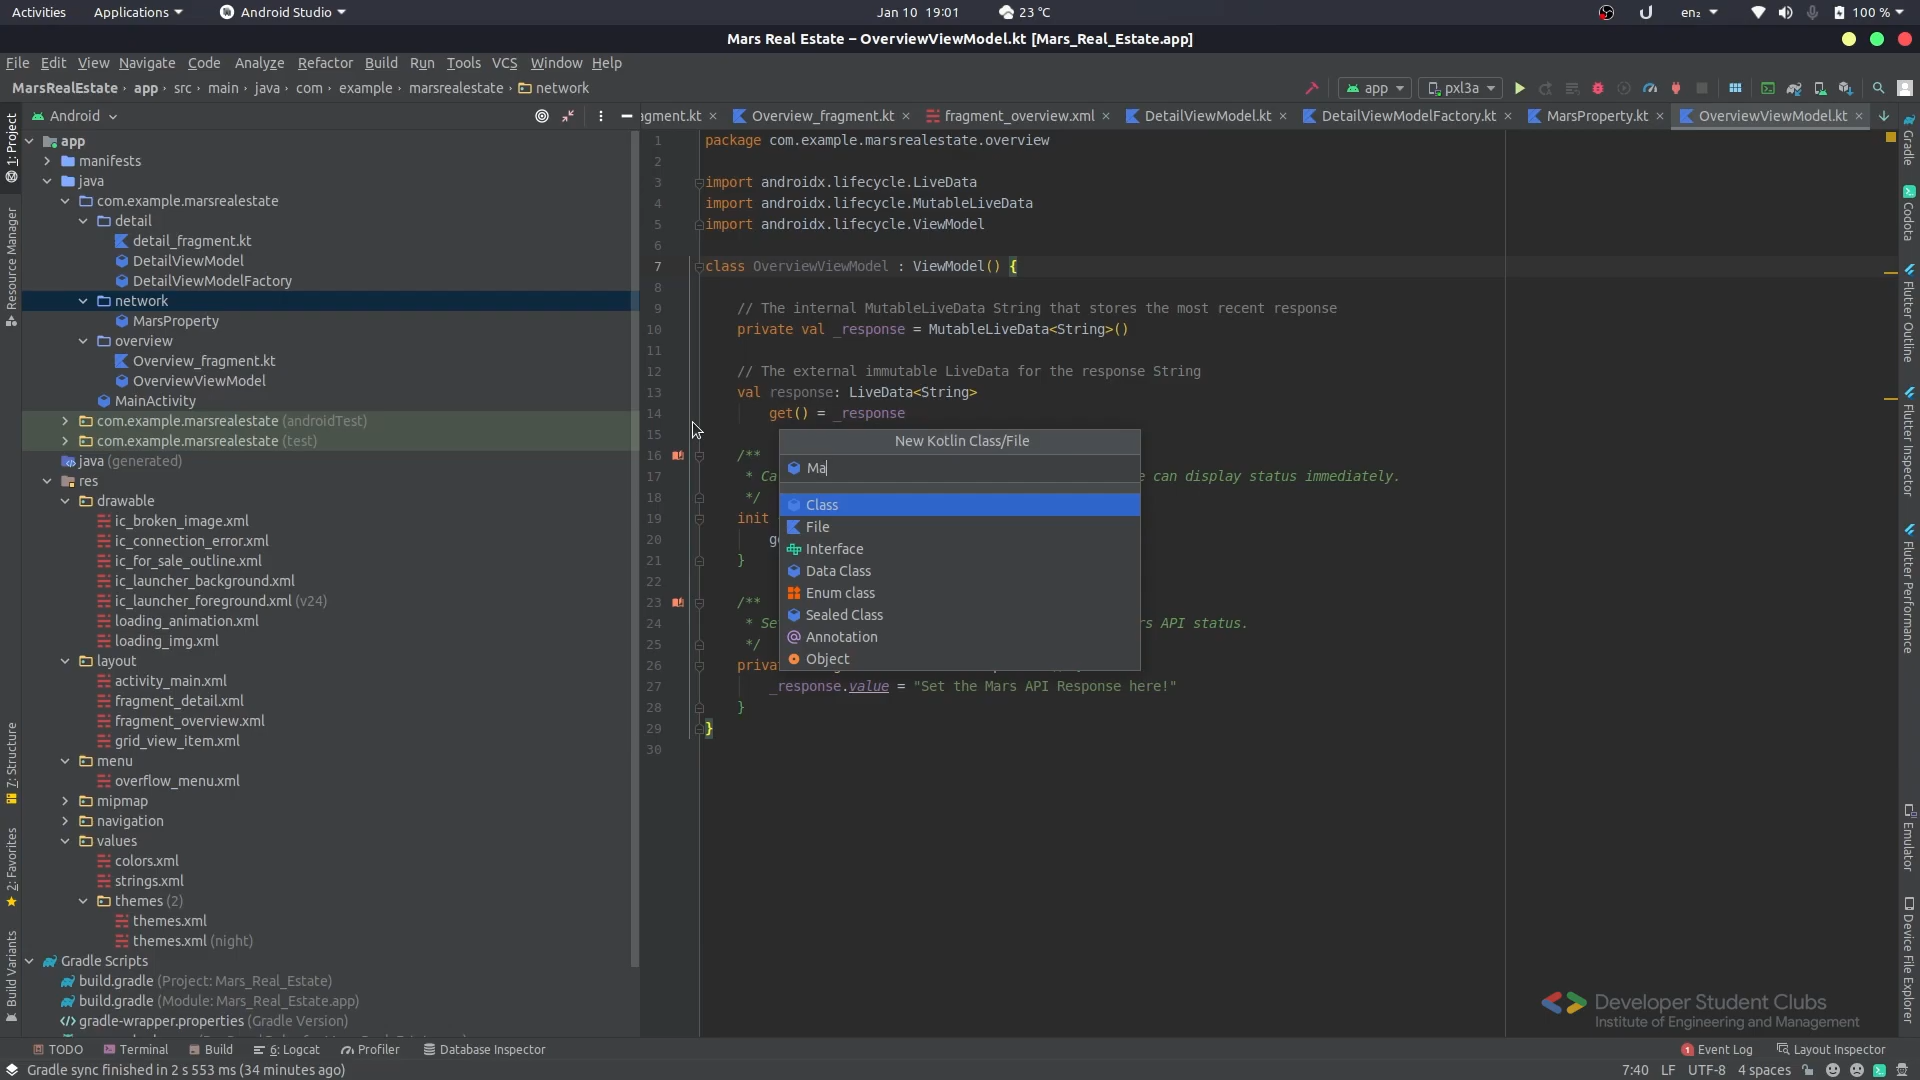 Activities Applications Android Studio Jan 10 19:01 23 °C en₂ 100 %
Mars Real Estate – OverviewViewModel.kt [Mars_Real_Estate.app]
File Edit View Navigate Code Analyze Refactor Build Run Tools VCS Window Help
MarsRealEstate › app › src › main › java › com › example › marsrealestate › network app pxl3a
Android
agment.kt Overview_fragment.kt fragment_overview.xml DetailViewModel.kt DetailViewModelFactory.kt MarsProperty.kt OverviewViewModel.kt
1: Project
Resource Manager
7: Structure
2: Favorites
Build Variants
app
manifests
java
com.example.marsrealestate
detail
detail_fragment.kt
DetailViewModel
DetailViewModelFactory
network
MarsProperty
overview
Overview_fragment.kt
OverviewViewModel
MainActivity
com.example.marsrealestate (androidTest)
com.example.marsrealestate (test)
java (generated)
res
drawable
ic_broken_image.xml
ic_connection_error.xml
ic_for_sale_outline.xml
ic_launcher_background.xml
ic_launcher_foreground.xml (v24)
loading_animation.xml
loading_img.xml
layout
activity_main.xml
fragment_detail.xml
fragment_overview.xml
grid_view_item.xml
menu
overflow_menu.xml
mipmap
navigation
values
colors.xml
strings.xml
themes (2)
themes.xml
themes.xml (night)
Gradle Scripts
build.gradle (Project: Mars_Real_Estate)
build.gradle (Module: Mars_Real_Estate.app)
gradle-wrapper.properties (Gradle Version)
1 package com.example.marsrealestate.overview
2
3 import androidx.lifecycle.LiveData
4 import androidx.lifecycle.MutableLiveData
5 import androidx.lifecycle.ViewModel
6
7 class OverviewViewModel : ViewModel() {
8
9 // The internal MutableLiveData String that stores the most recent response
10 private val _response = MutableLiveData<String>()
11
12 // The external immutable LiveData for the response String
13 val response: LiveData<String>
14 get() = _response
15
16 /**
17 * Ca e can display status immediately.
18 */
19 init
20 ge
21 }
22
23 /**
24 * Se rs API status.
25 */
26 priva
27 _response.value = "Set the Mars API Response here!"
28 }
29 }
30
New Kotlin Class/File
Ma
Class
File
Interface
Data Class
Enum class
Sealed Class
Annotation
Object
Gradle
Codota
Flutter Outline
Flutter Inspector
Flutter Performance
Emulator
Device File Explorer
Developer Student Clubs
Institute of Engineering and Management
TODO Terminal Build 6: Logcat Profiler Database Inspector 1 Event Log Layout Inspector
Gradle sync finished in 2 s 553 ms (34 minutes ago) 7:40 LF UTF-8 4 spaces